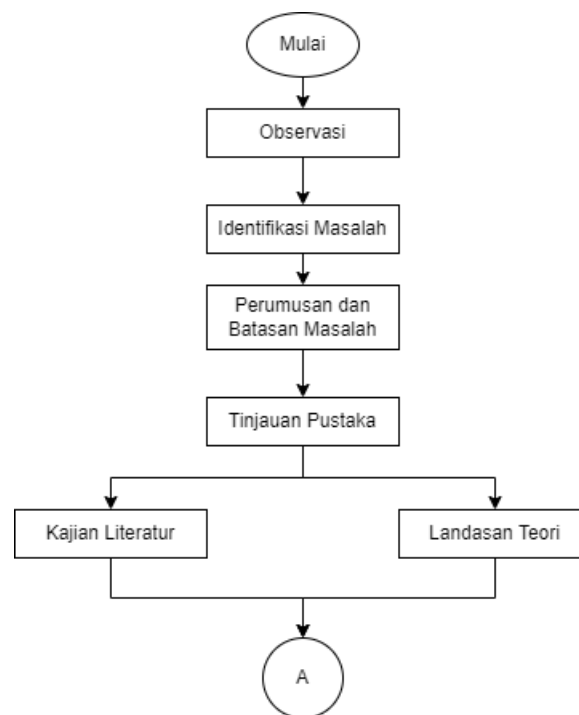 Mulai
Observasi
Identifikasi Masalah
Perumusan dan
Batasan Masalah
Tinjauan Pustaka
Kajian Literatur
Landasan Teori
A